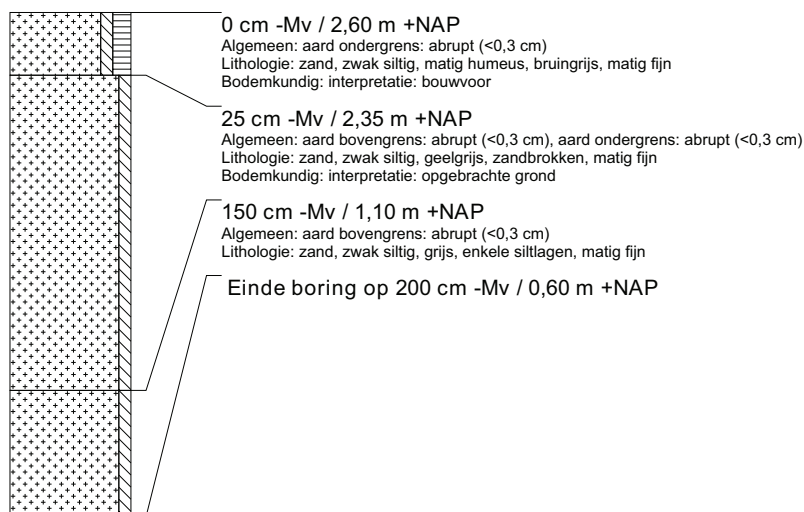 0 cm -Mv / 2,60 m +NAP
Algemeen: aard ondergrens: abrupt (<0,3 cm)
Lithologie: zand, zwak siltig, matig humeus, bruingrijs, matig fijn
Bodemkundig: interpretatie: bouwvoor
25 cm -Mv / 2,35 m +NAP
Algemeen: aard bovengrens: abrupt (<0,3 cm), aard ondergrens: abrupt (<0,3 cm)
Lithologie: zand, zwak siltig, geelgrijs, zandbrokken, matig fijn
Bodemkundig: interpretatie: opgebrachte grond
150 cm -Mv / 1,10 m +NAP
Algemeen: aard bovengrens: abrupt (<0,3 cm)
Lithologie: zand, zwak siltig, grijs, enkele siltlagen, matig fijn
Einde boring op 200 cm -Mv / 0,60 m +NAP